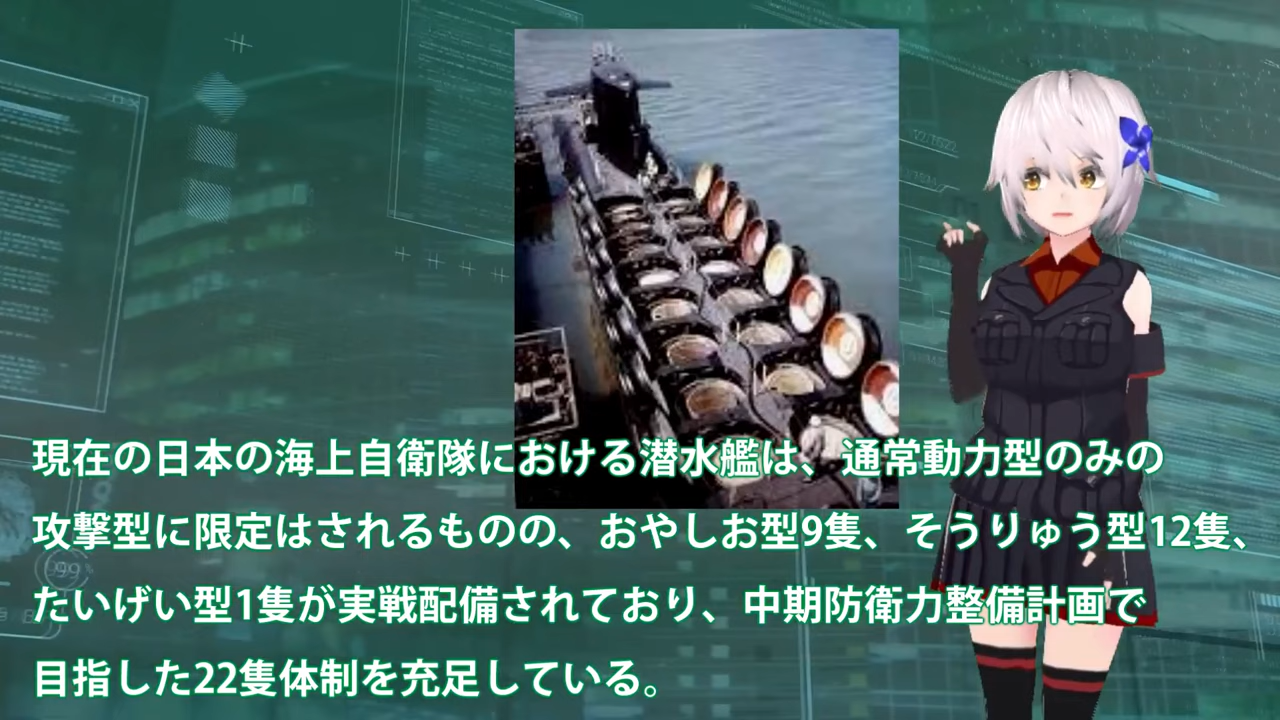 現在の日本の海上自衛隊における潜水艦は、通常動力型のみの
攻撃型に限定はされるものの、おやしお型9隻、そうりゅう型12隻、
たいげい型1隻が実戦配備されており、中期防衛力整備計画で
目指した22隻体制を充足している。